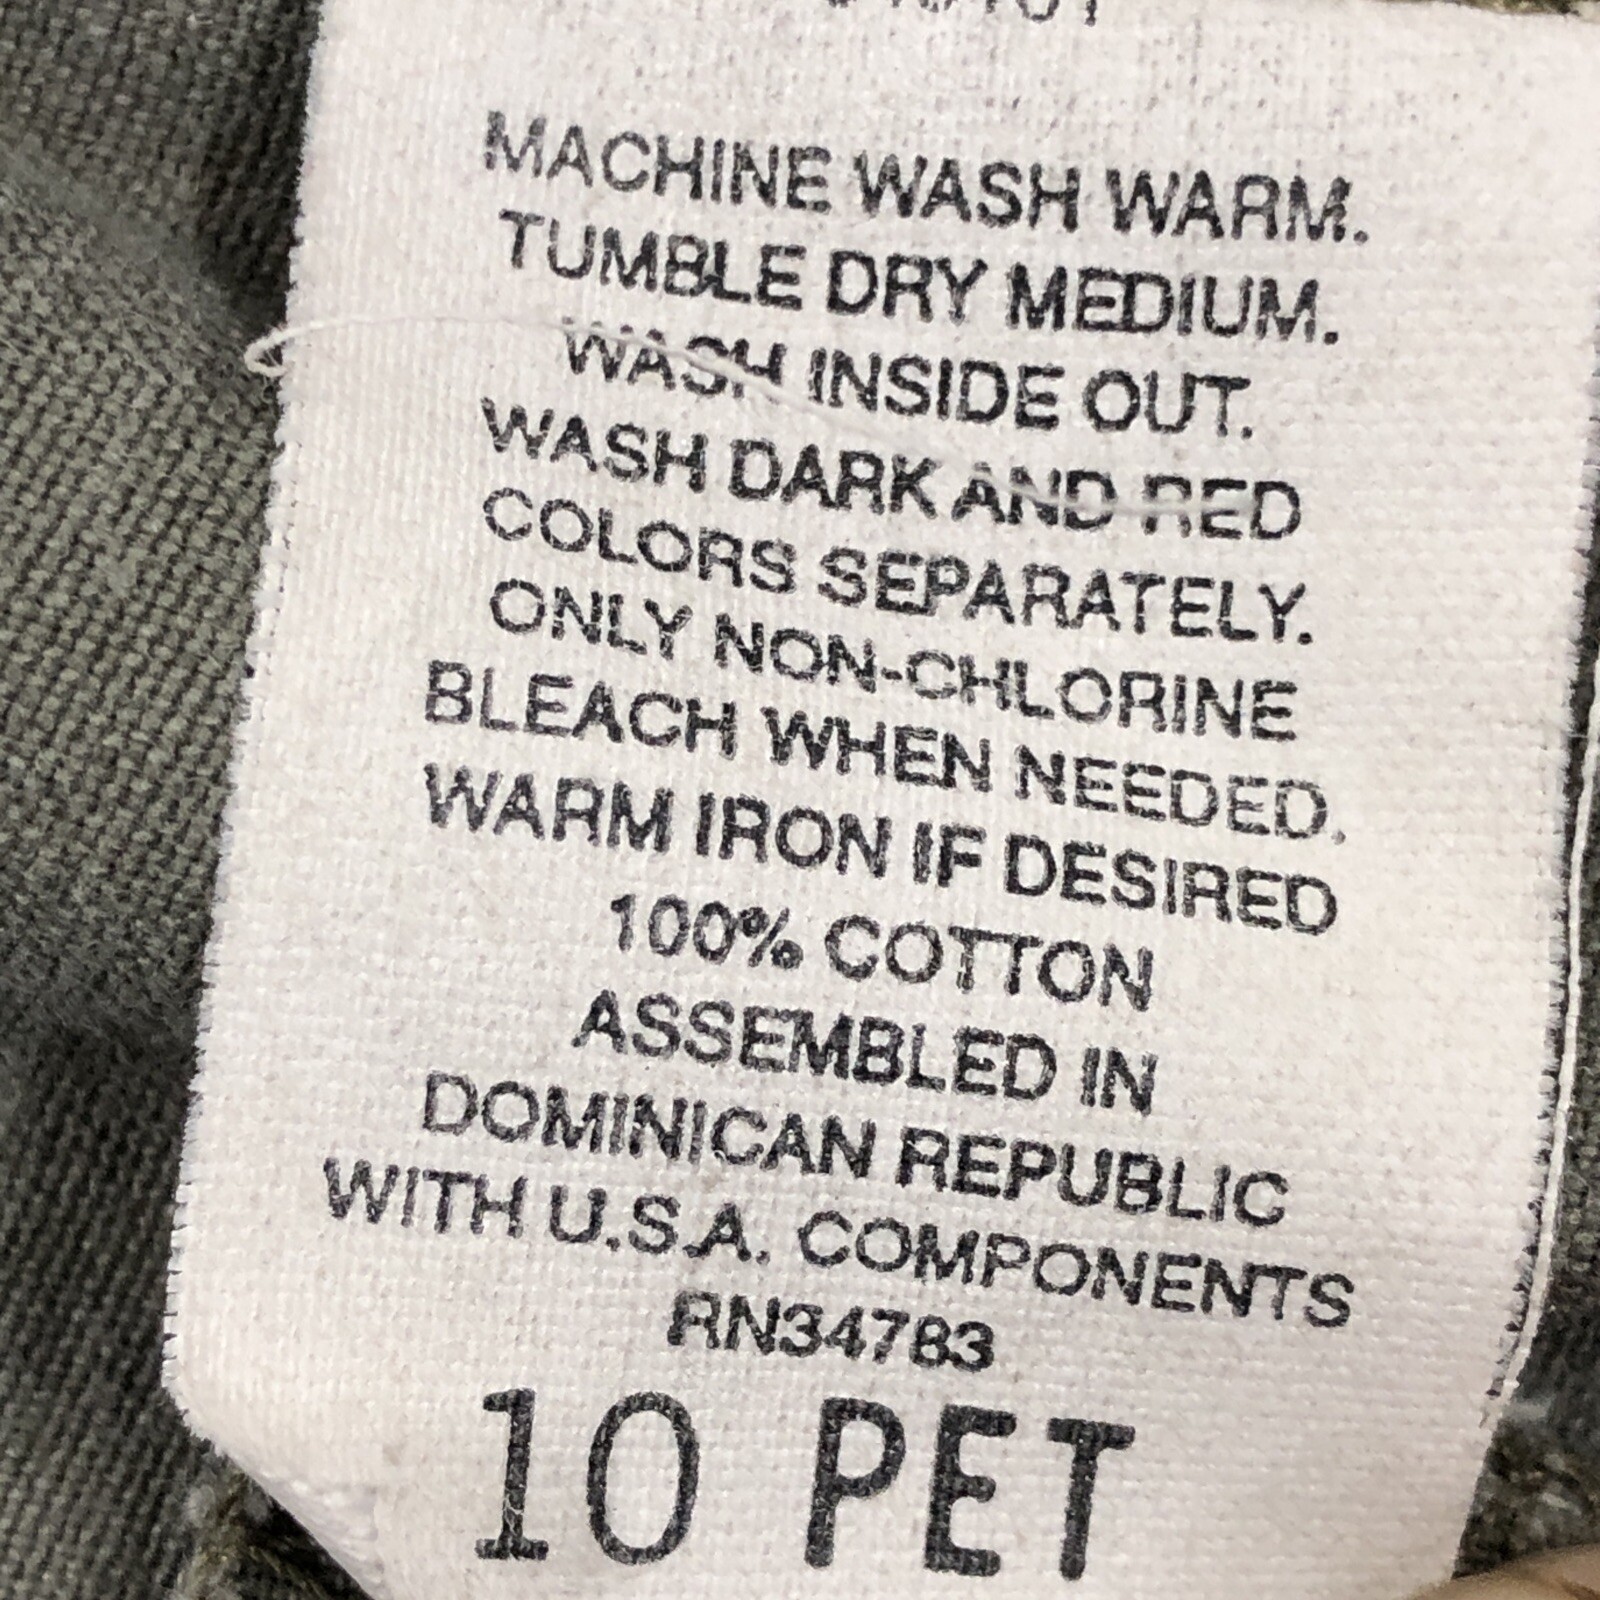 MACHINE WASH WARM.
TUMBLE DRY MEDIUM.
WASH INSIDE OUT.
WASH DARK AND RED
COLORS SEPARATELY.
ONLY NON-CHLORINE
BLEACH WHEN NEEDED.
WARM IRON IF DESIRED
100% COTTON
ASSEMBLED IN
DOMINICAN REPUBLIC
WITH U.S.A. COMPONENTS
RN34783
10 PET